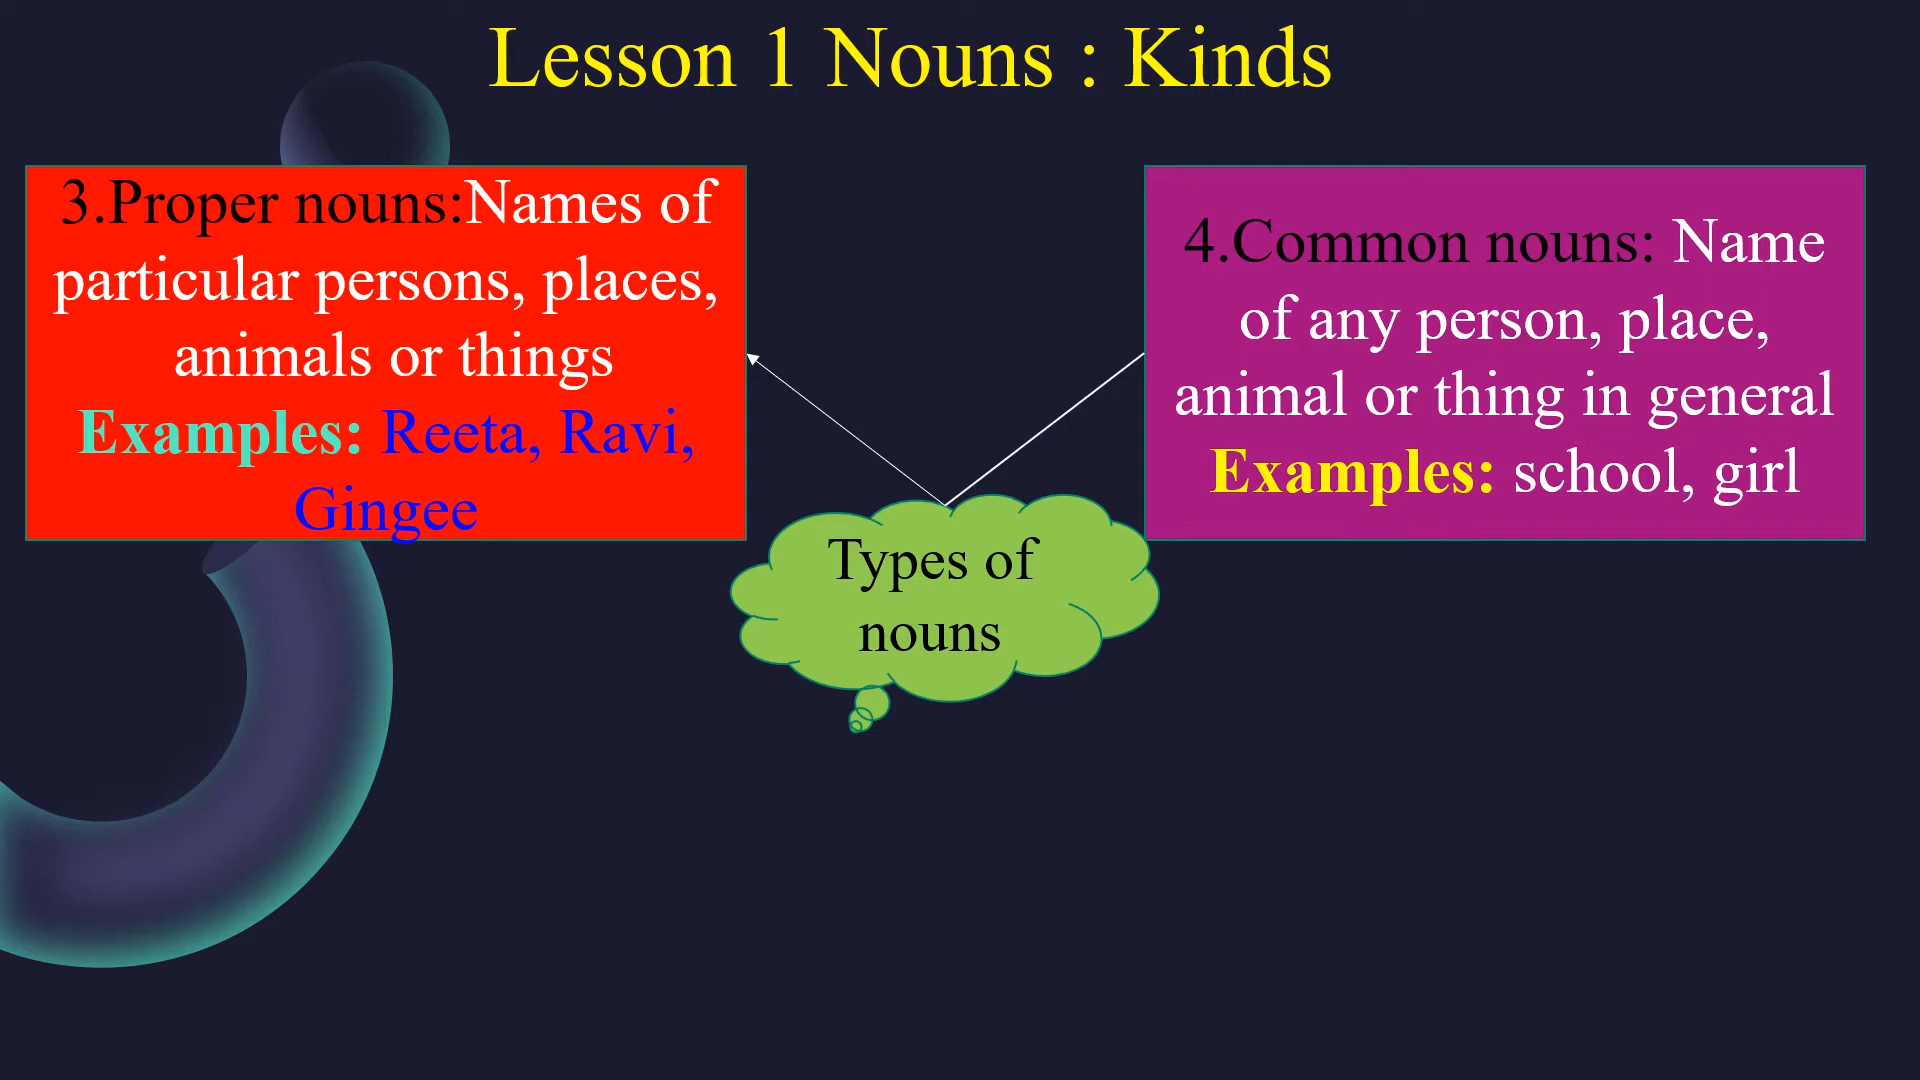 Lesson 1 Nouns : Kinds
3.Proper nouns:Names of
particular persons, places,
animals or things
Examples: Reeta, Ravi,
Gingee
4.Common nouns: Name
of any person, place,
animal or thing in general
Examples: school, girl
Types of
nouns